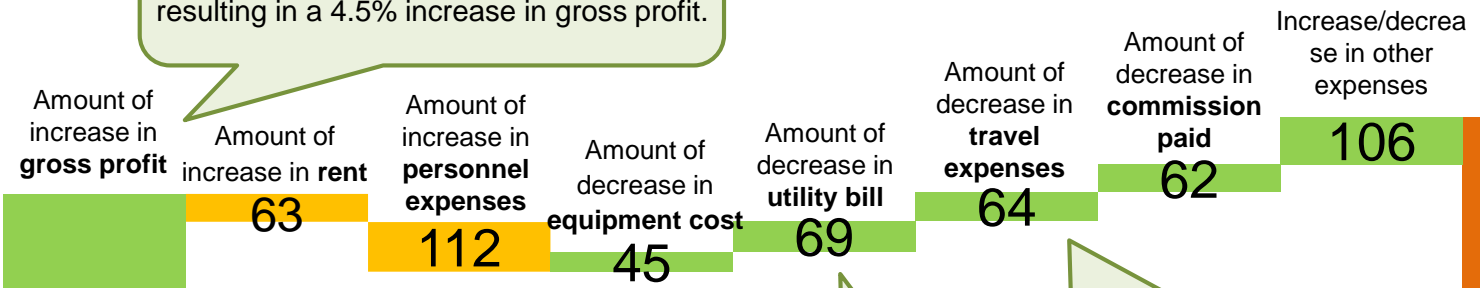 resulting in a 4.5% increase in gross profit.
Amount of
increase in
gross profit
Amount of
increase in rent
63
Amount of
increase in
personnel
expenses
112
Amount of
decrease in
equipment cost
45
Amount of
decrease in
utility bill
69
Amount of
decrease in
travel
expenses
64
Amount of
decrease in
commission
paid
62
Increase/decrea
se in other
expenses
106